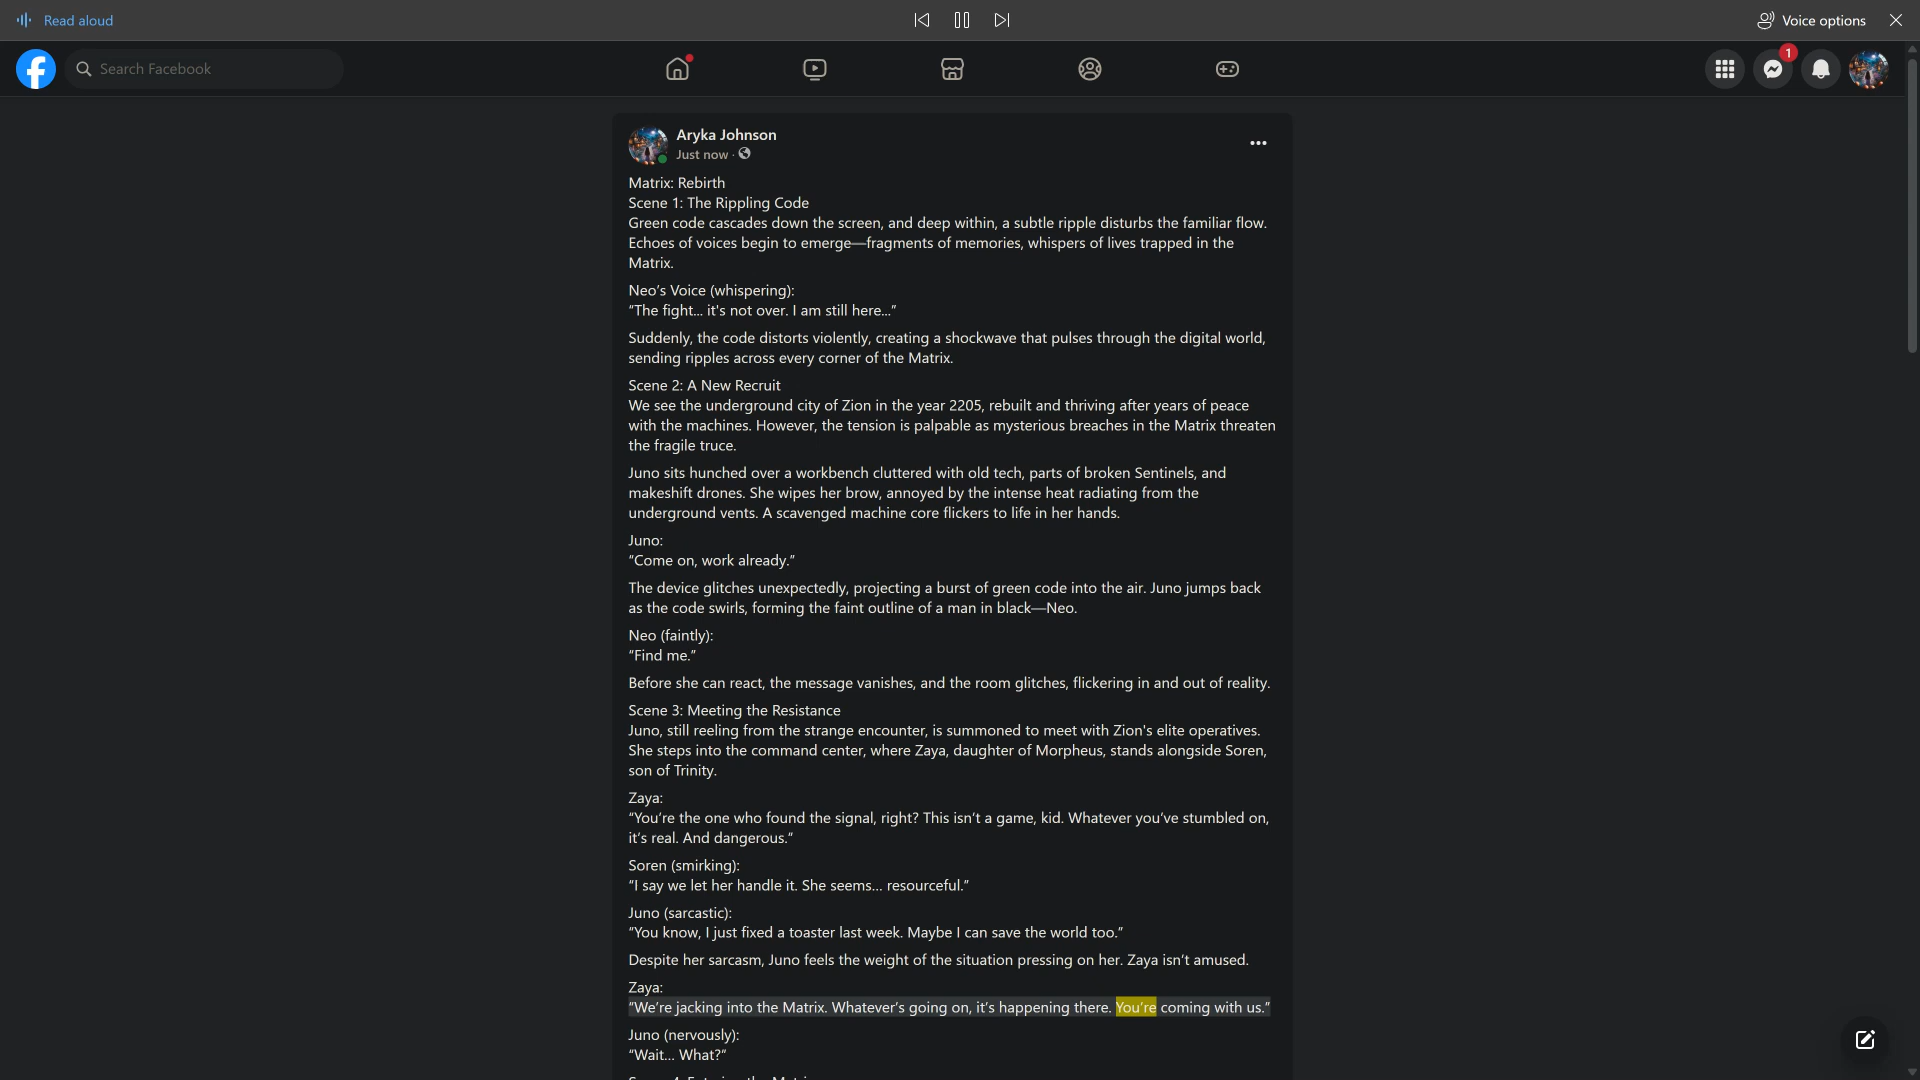 Read aloud
Voice options
Search Facebook
1
Aryka Johnson
Just now ·
Matrix: Rebirth
Scene 1: The Rippling Code
Green code cascades down the screen, and deep within, a subtle ripple disturbs the familiar flow.
Echoes of voices begin to emerge—fragments of memories, whispers of lives trapped in the
Matrix.
Neo's Voice (whispering):
"The fight... it's not over. I am still here..."
Suddenly, the code distorts violently, creating a shockwave that pulses through the digital world,
sending ripples across every corner of the Matrix.
Scene 2: A New Recruit
We see the underground city of Zion in the year 2205, rebuilt and thriving after years of peace
with the machines. However, the tension is palpable as mysterious breaches in the Matrix threaten
the fragile truce.
Juno sits hunched over a workbench cluttered with old tech, parts of broken Sentinels, and
makeshift drones. She wipes her brow, annoyed by the intense heat radiating from the
underground vents. A scavenged machine core flickers to life in her hands.
Juno:
"Come on, work already."
The device glitches unexpectedly, projecting a burst of green code into the air. Juno jumps back
as the code swirls, forming the faint outline of a man in black—Neo.
Neo (faintly):
"Find me."
Before she can react, the message vanishes, and the room glitches, flickering in and out of reality.
Scene 3: Meeting the Resistance
Juno, still reeling from the strange encounter, is summoned to meet with Zion's elite operatives.
She steps into the command center, where Zaya, daughter of Morpheus, stands alongside Soren,
son of Trinity.
Zaya:
"You're the one who found the signal, right? This isn't a game, kid. Whatever you've stumbled on,
it's real. And dangerous."
Soren (smirking):
"I say we let her handle it. She seems... resourceful."
Juno (sarcastic):
"You know, I just fixed a toaster last week. Maybe I can save the world too."
Despite her sarcasm, Juno feels the weight of the situation pressing on her. Zaya isn't amused.
Zaya:
"We're jacking into the Matrix. Whatever's going on, it's happening there. You're coming with us."
Juno (nervously):
"Wait... What?"